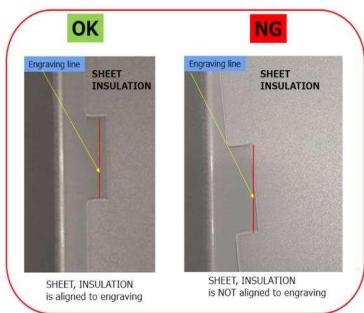 OK
NG
Engraving line
SHEET
INSULATION
Engraving line
SHEET
INSULATION
SHEET, INSULATION
is aligned to engraving
SHEET, INSULATION
is NOT aligned to engraving